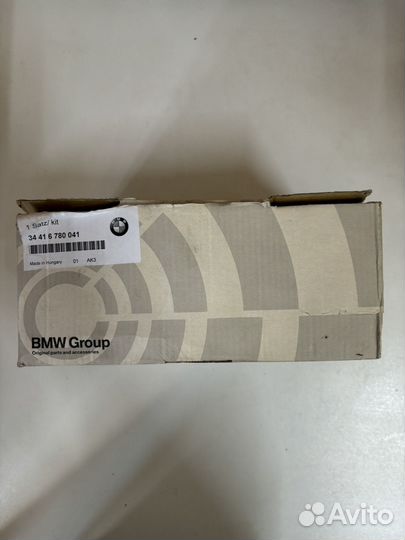 1 Satz/ kit
34 41 6 780 041
Made in Hungary 01 AK3
BMW Group
Original parts and accessories
Avito